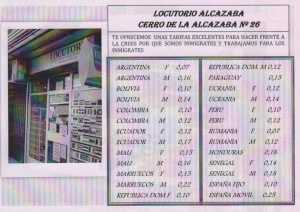 LOCUTORIO ALCAZABA
CERRO DE LA ALCAZABA Nº 26
TE OFRECEMOS UNAS TARIFAS EXCELENTES PARA HACER FRENTE A
LA CRISIS POR QUE SOMOS INMIGRATES Y TRABAJAMOS PARA LOS
INMIGRANTES
LOCUTOR
ARGENTINA F 0,07
ARGENTINA M 0,15
BOLIVIA F 0,14
BOLIVIA M 0,14
COLOMBIA F 0,10
COLOMBIA M 0,12
ECUADOR F 0,12
ECUADOR M 0,17
MALI F 0,15
MALI M 0,16
MARRUECOS F 0,15
MARRUECOS M 0,22
REPUBLICA DOM F 0,10
REPUBLICA DOM. M 0,12
PARAGUAY 0,13
UCRANIA F 0,12
UCRANIA M 0,14
PERU F 0,10
PERU M 0,12
RUMANIA F 0,07
RUMANIA M 0,12
HONDURAS 0,18
SENEGAL F 0,14
SENEGAL M 0,18
ESPAÑA FIJO 0,10
ESPAÑA MOVIL 0,25